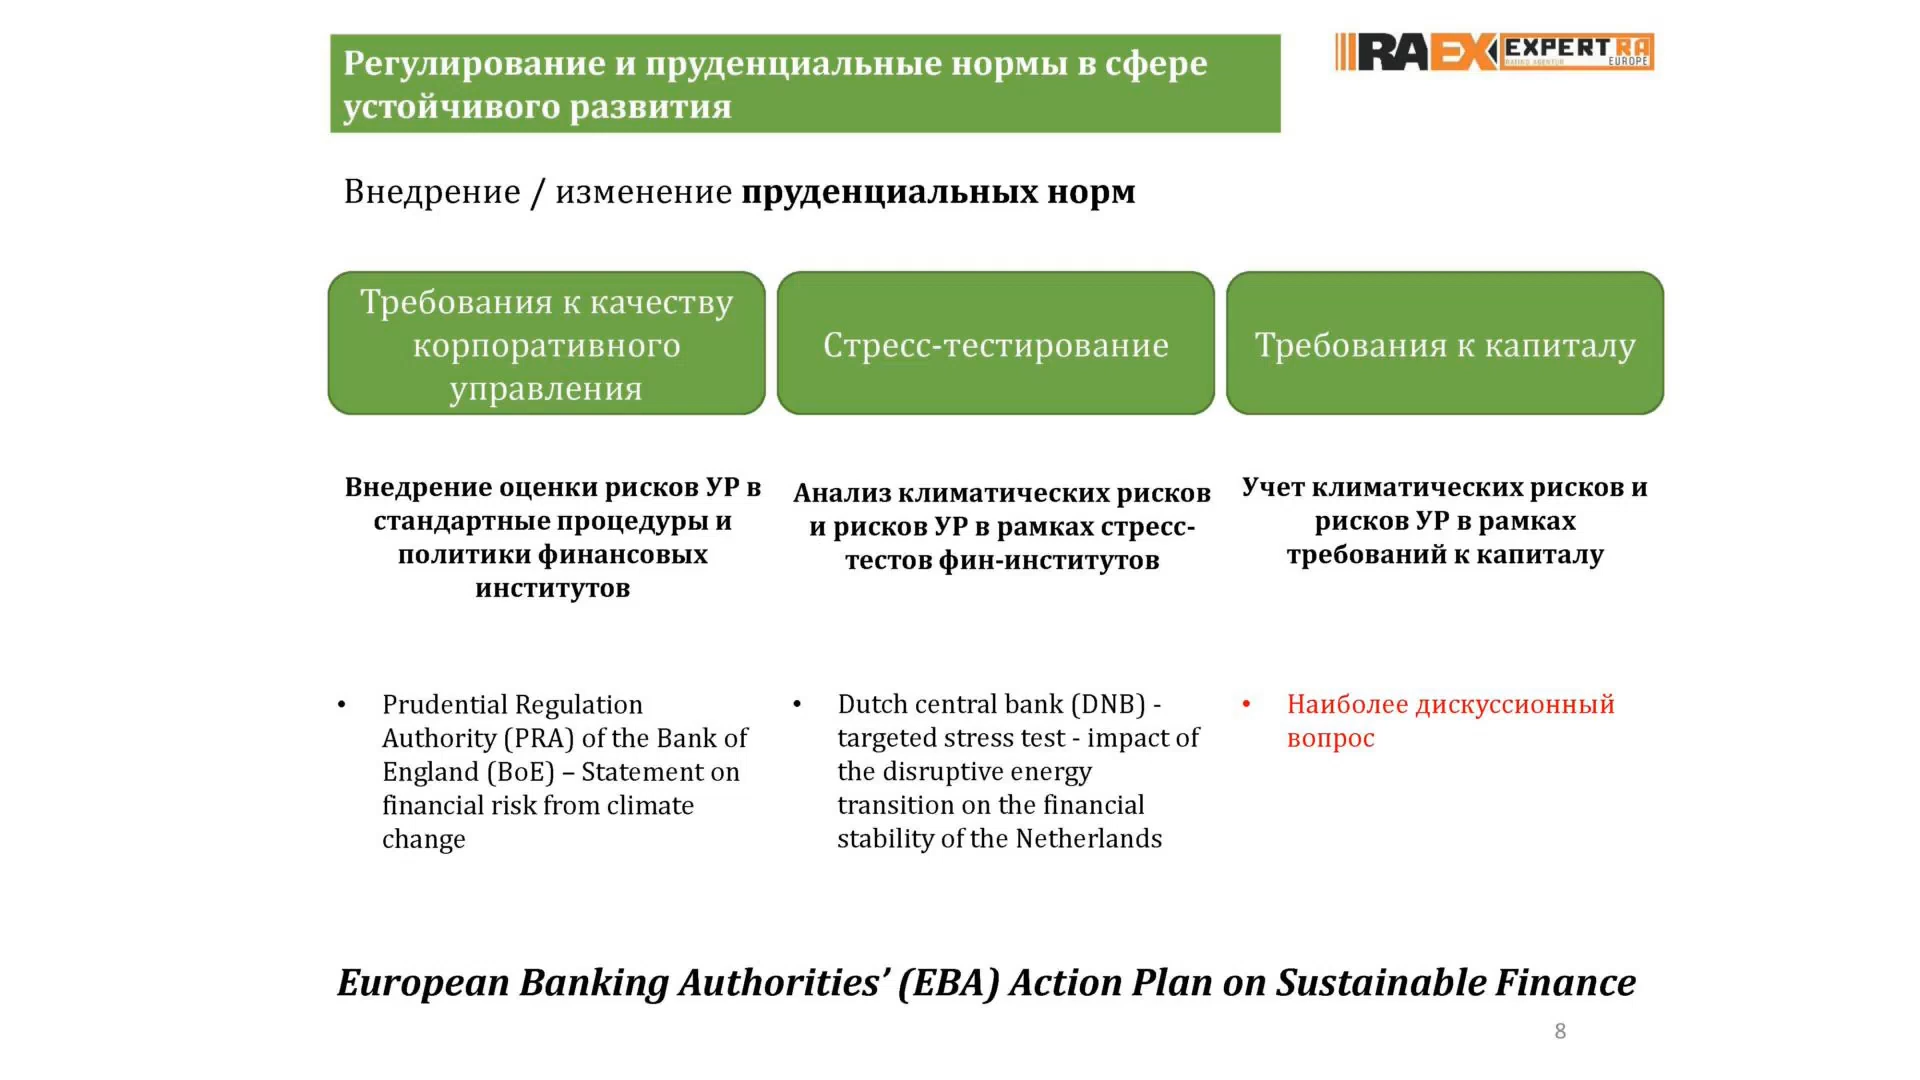 Регулирование и пруденциальные нормы в сфере
устойчивого развития
RAEX EXPERT RA
RATING AGENTUR
EUROPE
Внедрение / изменение пруденциальных норм
Требования к качеству
корпоративного
управления
Стресс-тестирование
Требования к капиталу
Внедрение оценки рисков УР в
стандартные процедуры и
политики финансовых
институтов
Анализ климатических рисков
и рисков УР в рамках стресс-
тестов фин-институтов
Учет климатических рисков и
рисков УР в рамках
требований к капиталу
• Prudential Regulation
Authority (PRA) of the Bank of
England (BoE) – Statement on
financial risk from climate
change
• Dutch central bank (DNB) -
targeted stress test - impact of
the disruptive energy
transition on the financial
stability of the Netherlands
• Наиболее дискуссионный
вопрос
European Banking Authorities’ (EBA) Action Plan on Sustainable Finance
8